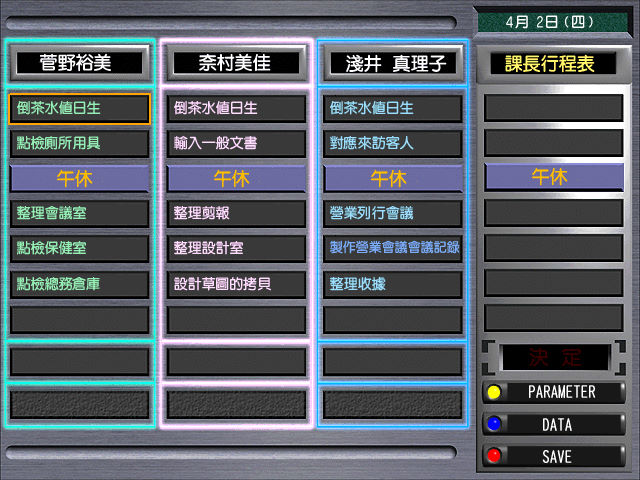 4月 2日(四)
菅野裕美
奈村美佳
淺井 真理子
課長行程表
倒茶水値日生
倒茶水値日生
倒茶水値日生
點檢廁所用具
輸入一般文書
對應來訪客人
午休
午休
午休
午休
整理會議室
整理剪報
營業列行會議
點檢保健室
整理設計室
製作營業會議會議記錄
點檢總務倉庫
設計草圖的拷貝
整理收據
決 定
PARAMETER
DATA
SAVE